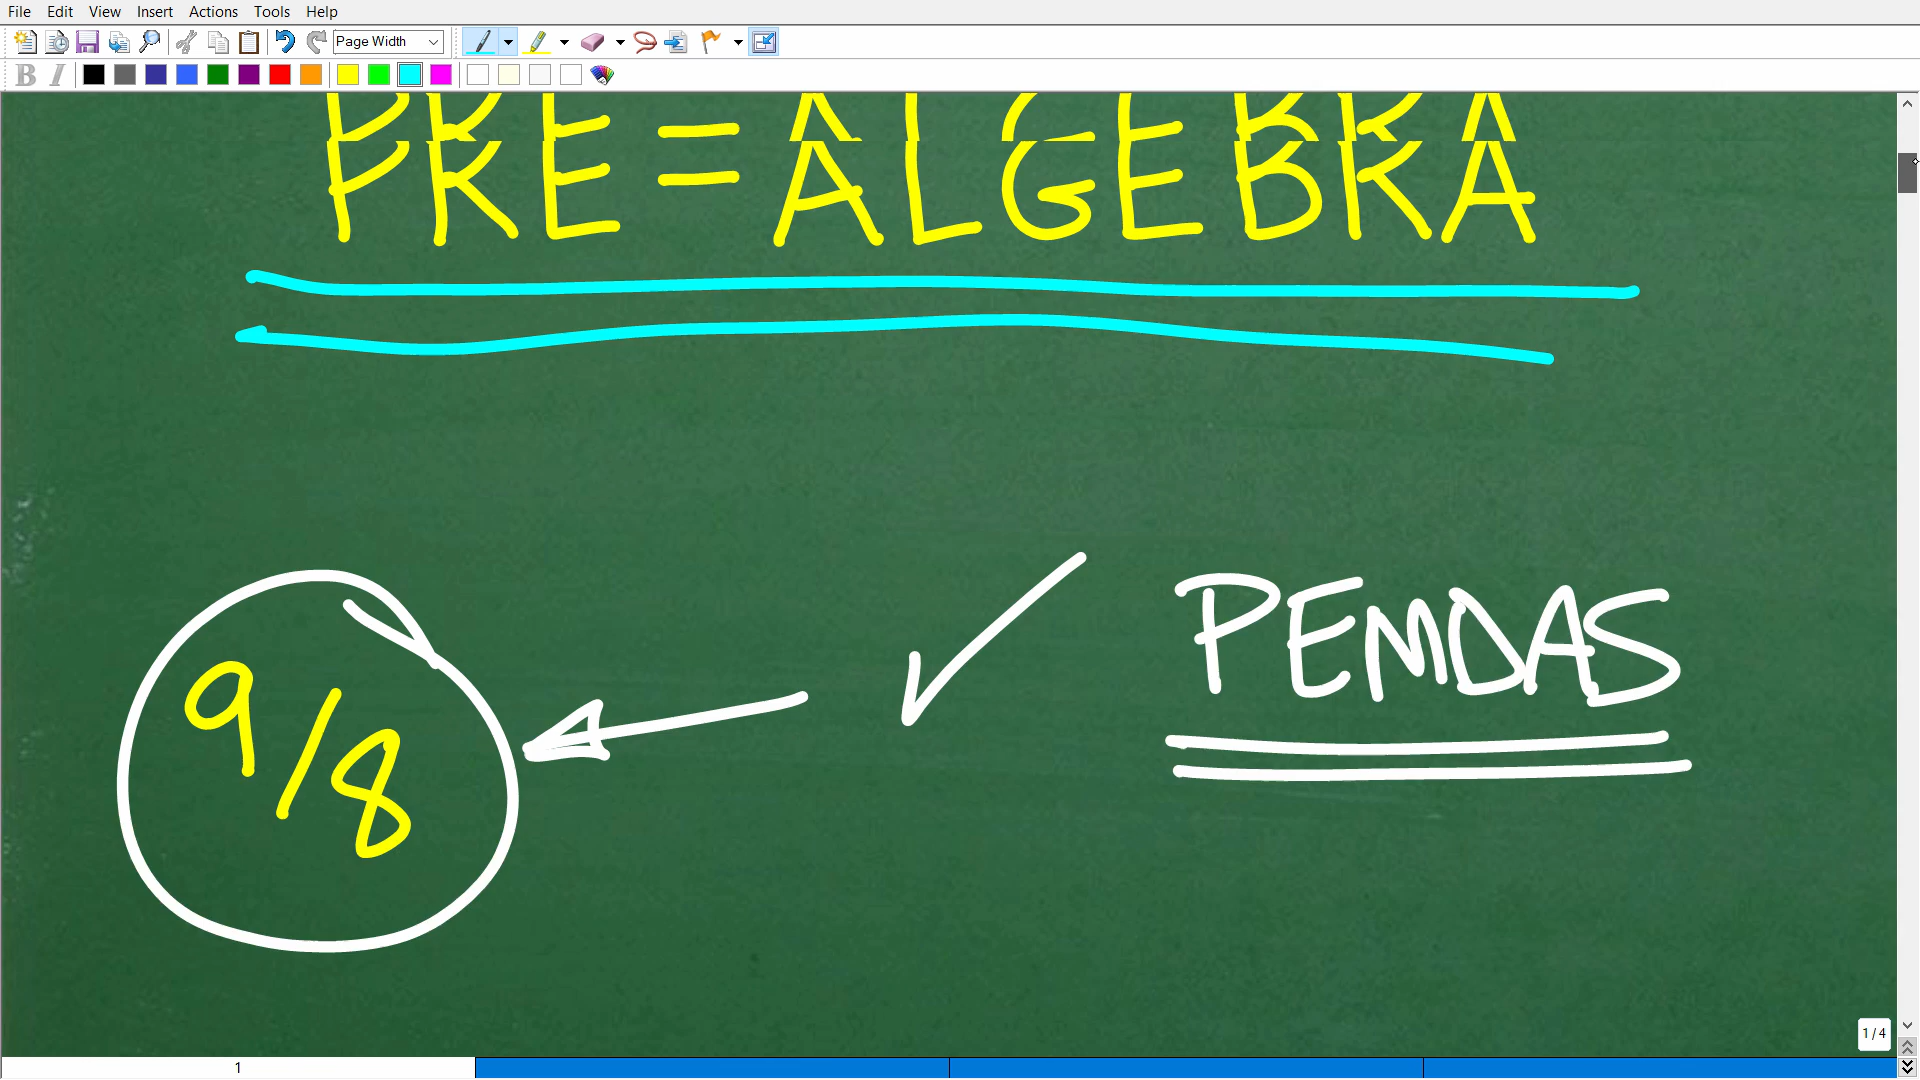 File Edit View Insert Actions Tools Help
Page Width
B I
PRE=ALGEBRA
PEMDAS
9/8
1 / 4
1